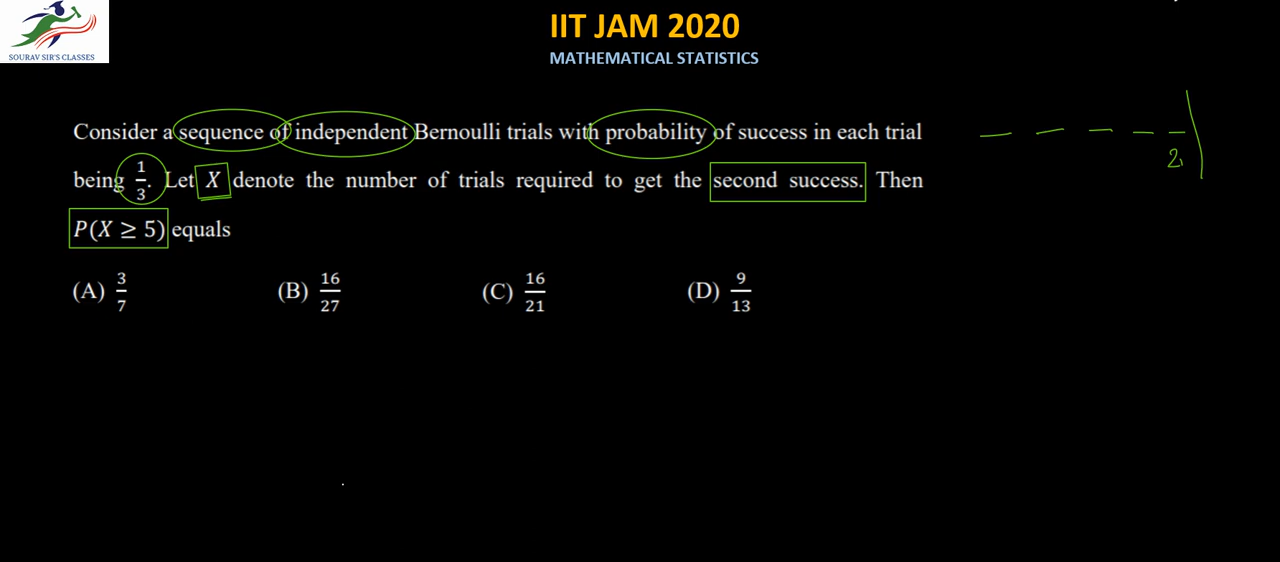 SOURAV SIR'S CLASSES
IIT JAM 2020
MATHEMATICAL STATISTICS
Consider a sequence of independent Bernoulli trials with probability of success in each trial
being 1/3. Let X denote the number of trials required to get the second success. Then
P(X ≥ 5) equals
(A) 3/7 (B) 16/27 (C) 16/21 (D) 9/13
2